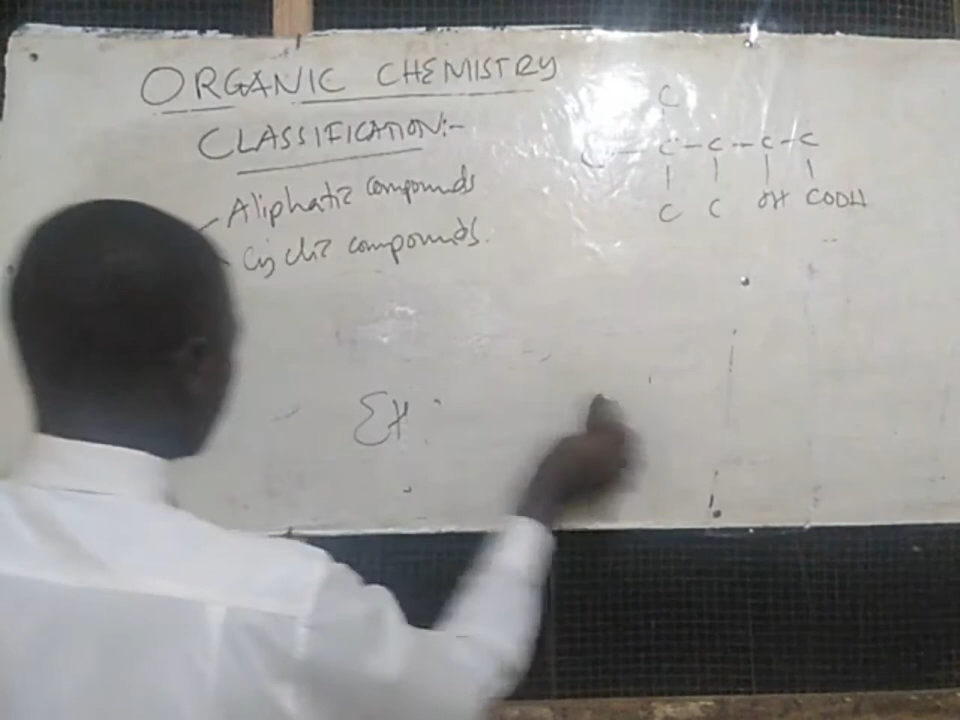 ORGANIC CHEMISTRY
CLASSIFICATION:-
Aliphatic compounds
Cyclic compounds.
C
C - C - C - C - C
C C OH COOH
Ex: